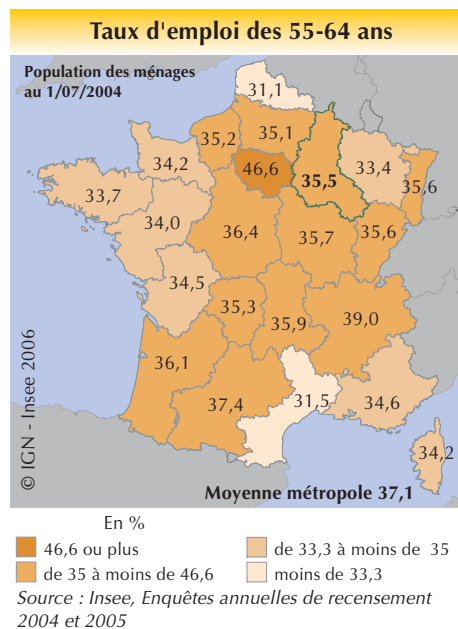 Taux d'emploi des 55-64 ans
Population des ménages
au 1/07/2004
31,1
35,2
35,1
34,2
46,6
35,5
33,4
35,6
33,7
34,0
36,4
35,7
35,6
34,5
35,3
35,9
39,0
36,1
37,4
31,5
34,6
34,2
© IGN - Insee 2006
Moyenne métropole 37,1
En %
46,6 ou plus
de 35 à moins de 46,6
de 33,3 à moins de 35
moins de 33,3
Source : Insee, Enquêtes annuelles de recensement
2004 et 2005